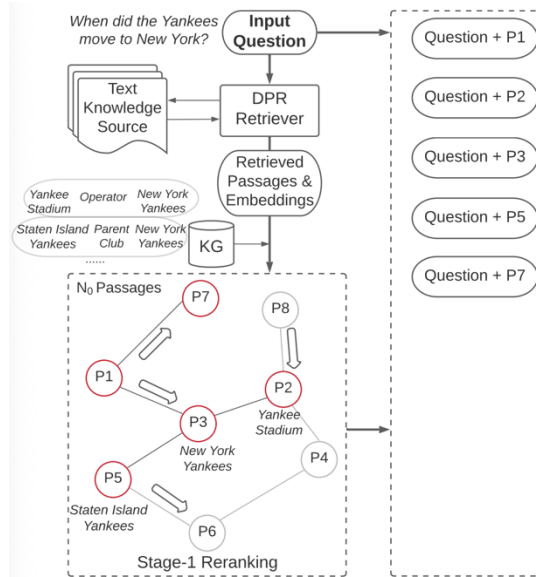 When did the Yankees
move to New York?
Input
Question
Text
Knowledge
Source
DPR
Retriever
Retrieved
Passages &
Embeddings
Yankee
Stadium
Operator
New York
Yankees
Staten Island
Yankees
Parent
Club
New York
Yankees
......
KG
N₀ Passages
P7
P8
P1
P2
Yankee
Stadium
P3
New York
Yankees
P4
P5
Staten Island
Yankees
P6
Stage-1 Reranking
Question + P1
Question + P2
Question + P3
Question + P5
Question + P7